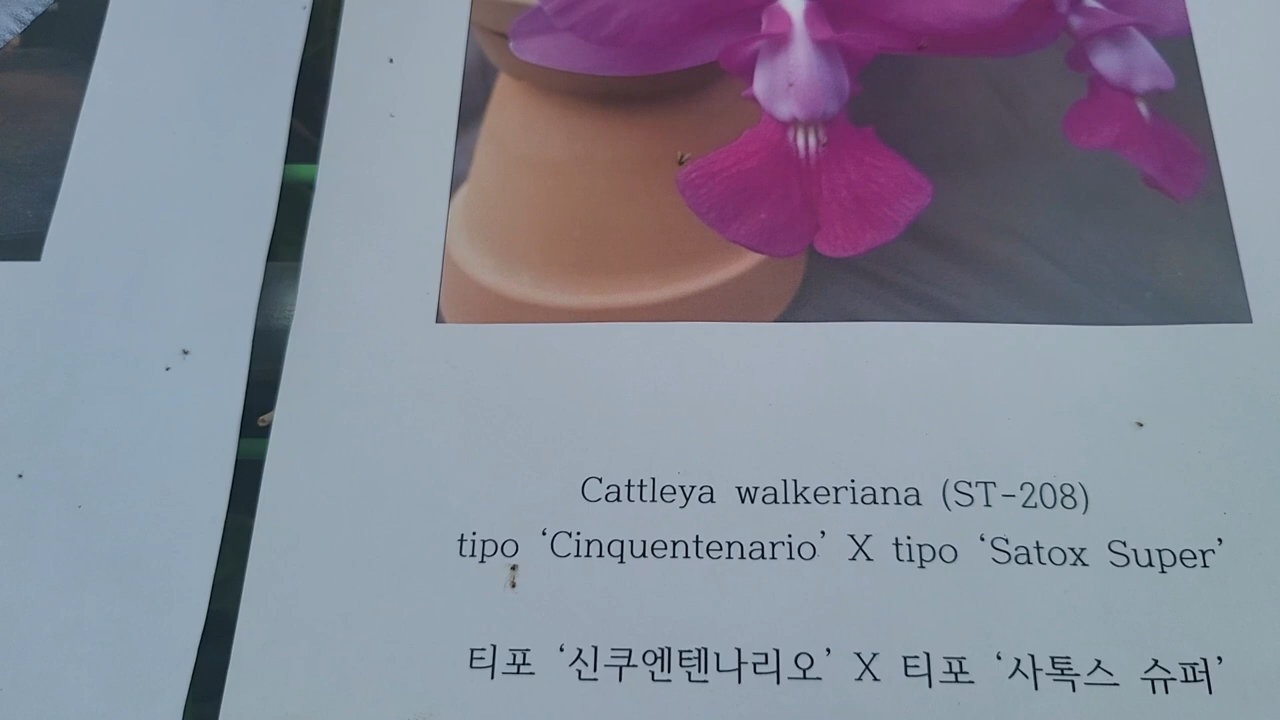 Cattleya walkeriana (ST-208)
tipo ‘Cinquentenario’ X tipo ‘Satox Super’
티포 ‘신쿠엔텐나리오’ X 티포 ‘사톡스 슈퍼’